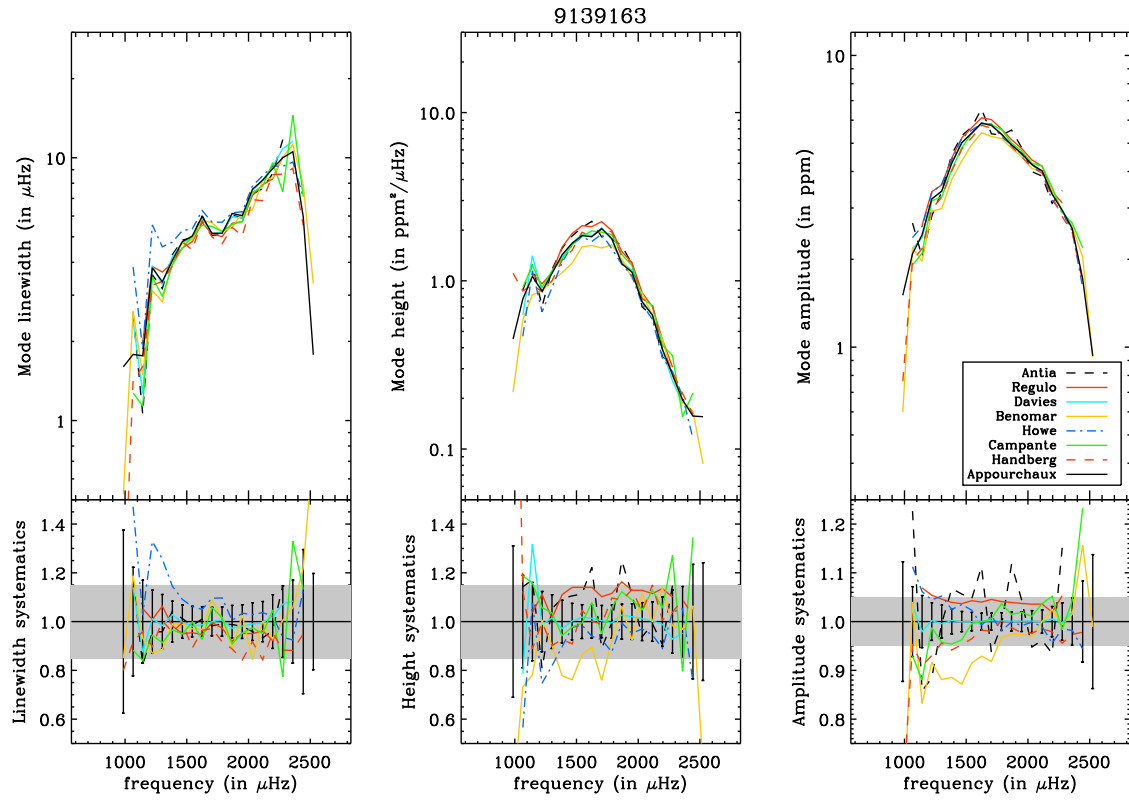 9139163
Mode linewidth (in μHz)
10
1
Mode height (in ppm²/μHz)
10.0
1.0
0.1
Mode amplitude (in ppm)
10
1
Antia
Regulo
Davies
Benomar
Howe
Campante
Handberg
Appourchaux
Linewidth systematics
1.4
1.2
1.0
0.8
0.6
1000 1500 2000 2500
frequency (in μHz)
Height systematics
1.4
1.2
1.0
0.8
0.6
1000 1500 2000 2500
frequency (in μHz)
Amplitude systematics
1.2
1.1
1.0
0.9
0.8
1000 1500 2000 2500
frequency (in μHz)